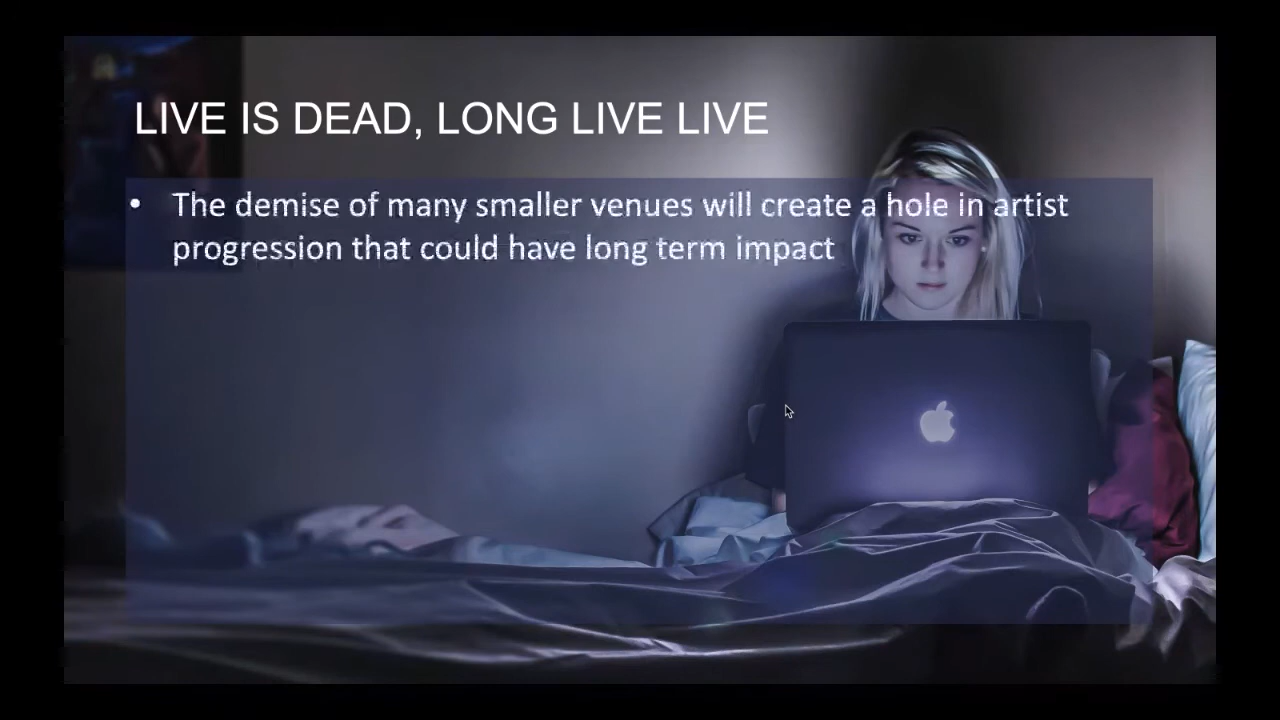 LIVE IS DEAD, LONG LIVE LIVE
• The demise of many smaller venues will create a hole in artist
progression that could have long term impact